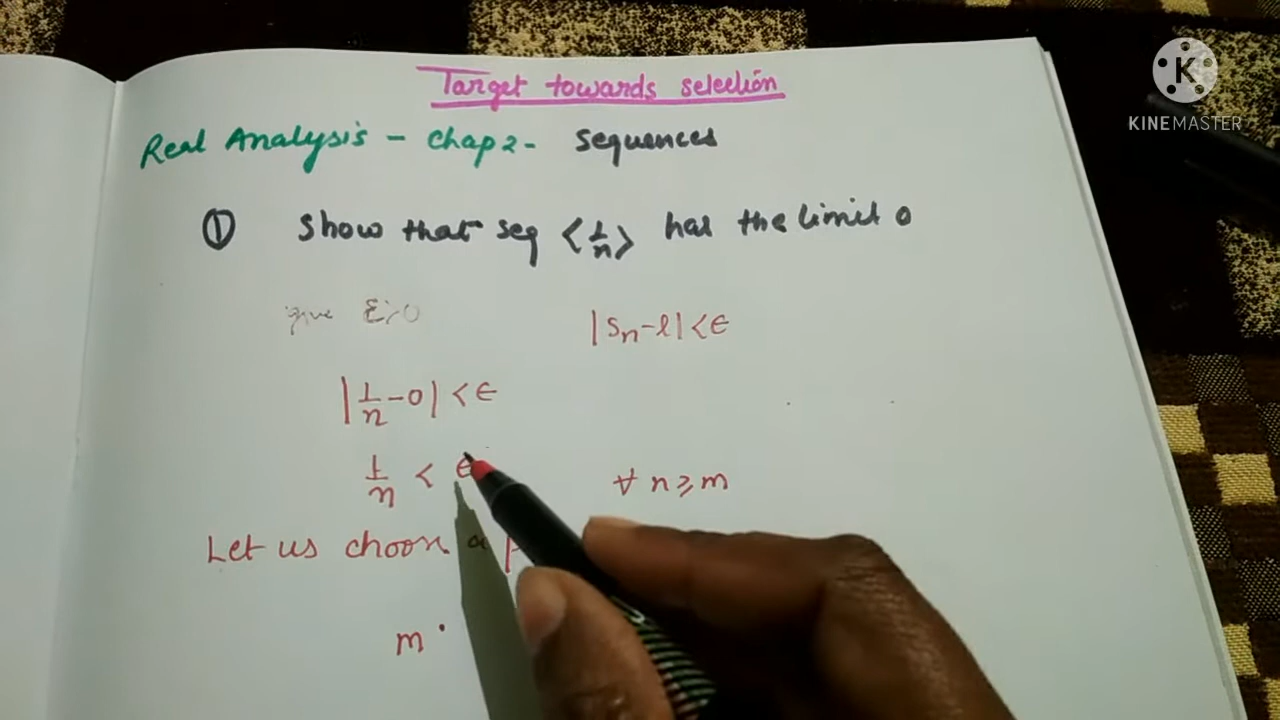 Target towards selection
KINEMASTER
Real Analysis - Chap 2 - Sequences
① Show that seq <1/n> has the limit 0
give ε>0
|Sn-l|<ϵ
|1/n-0|<ϵ
1/n < ϵ ∀ n⩾m
Let us choose a
m